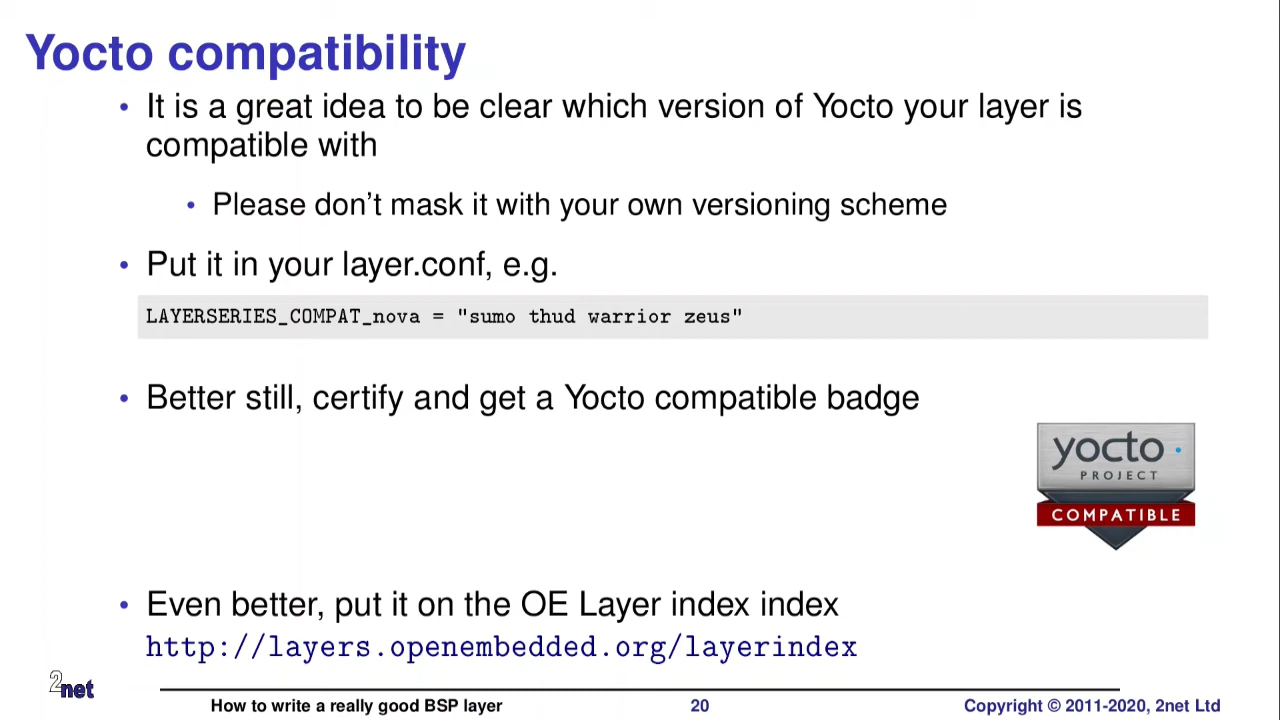 Yocto compatibility
• It is a great idea to be clear which version of Yocto your layer is
compatible with
• Please don't mask it with your own versioning scheme
• Put it in your layer.conf, e.g.
LAYERSERIES_COMPAT_nova = "sumo thud warrior zeus"
• Better still, certify and get a Yocto compatible badge
yocto
PROJECT
COMPATIBLE
• Even better, put it on the OE Layer index index
http://layers.openembedded.org/layerindex
2net
How to write a really good BSP layer 20 Copyright © 2011-2020, 2net Ltd